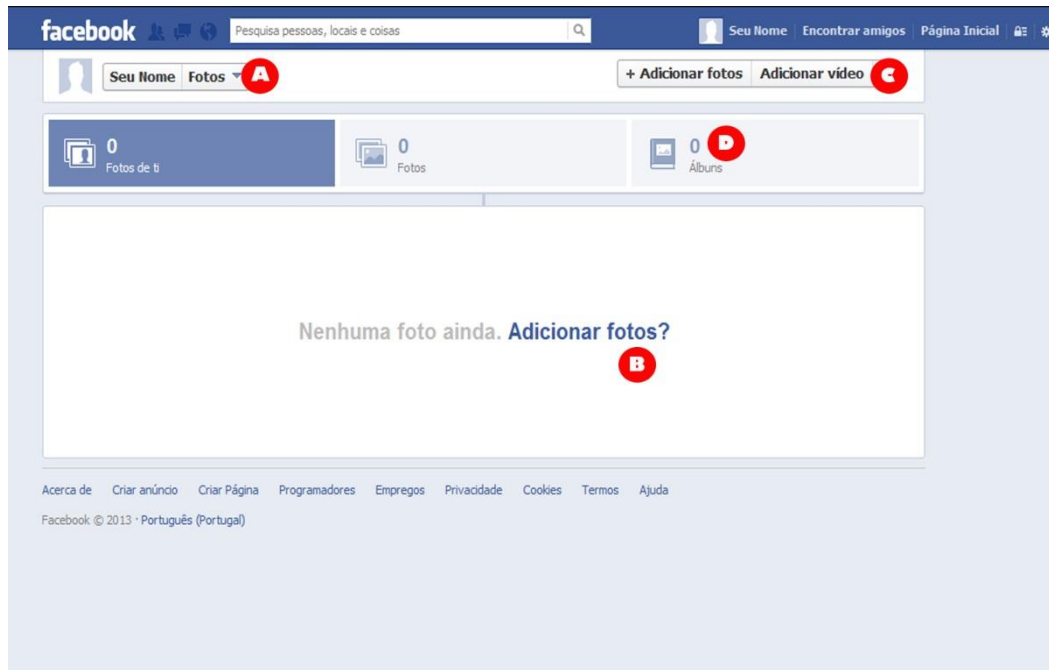 facebook Pesquisa pessoas, locais e coisas Seu Nome Encontrar amigos Página Inicial
Seu Nome Fotos A + Adicionar fotos Adicionar vídeo C
0 0 0 D
Fotos de ti Fotos Álbuns
Nenhuma foto ainda. Adicionar fotos?
B
Acerca de Criar anúncio Criar Página Programadores Empregos Privacidade Cookies Termos Ajuda
Facebook © 2013 · Português (Portugal)